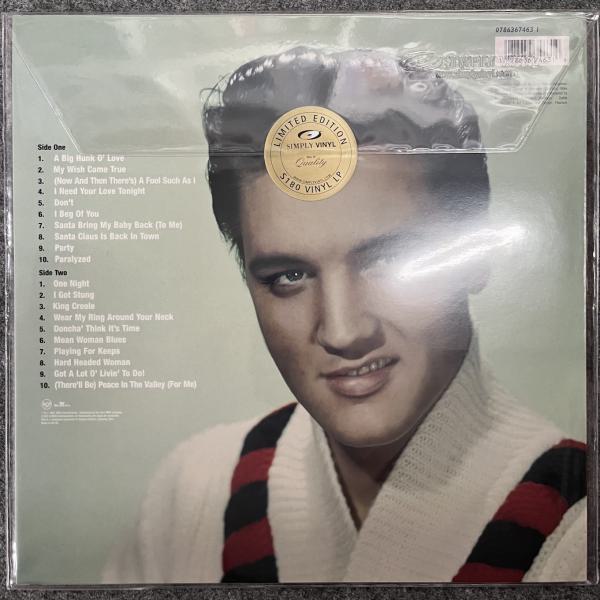 0786367463 1
LIMITED EDITION
SIMPLY VINYL
Quality
S180 VINYL LP
Side One
1. A Big Hunk O' Love
2. My Wish Came True
3. (Now And Then There's) A Fool Such As I
4. I Need Your Love Tonight
5. Don't
6. I Beg Of You
7. Santa Bring My Baby Back (To Me)
8. Santa Claus Is Back In Town
9. Party
10. Paralyzed
Side Two
1. One Night
2. I Got Stung
3. King Creole
4. Wear My Ring Around Your Neck
5. Doncha' Think It's Time
6. Mean Woman Blues
7. Playing For Keeps
8. Hard Headed Woman
9. Got A Lot O' Livin' To Do!
10. (There'll Be) Peace In The Valley (For Me)
RCA